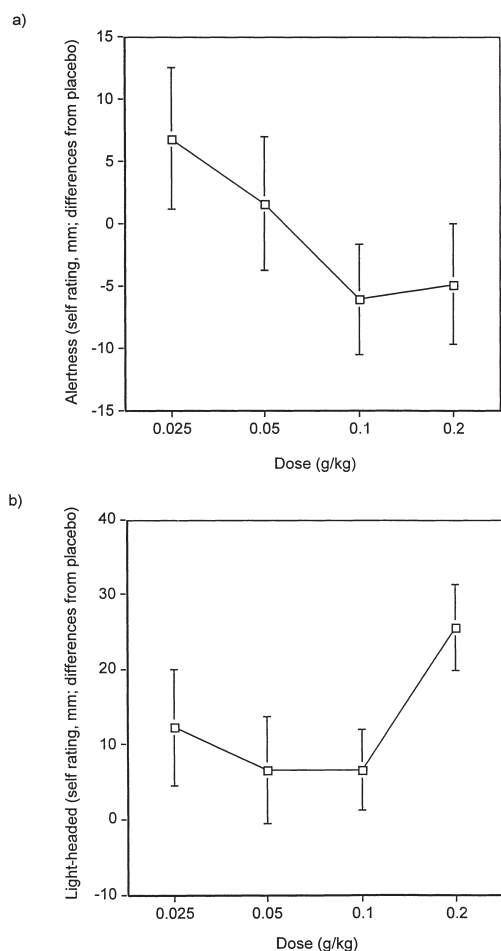 a)
Alertness (self rating, mm; differences from placebo)
15
10
5
0
-5
-10
-15
0.025 0.05 0.1 0.2
Dose (g/kg)
b)
Light-headed (self rating, mm; differences from placebo)
40
30
20
10
0
-10
0.025 0.05 0.1 0.2
Dose (g/kg)